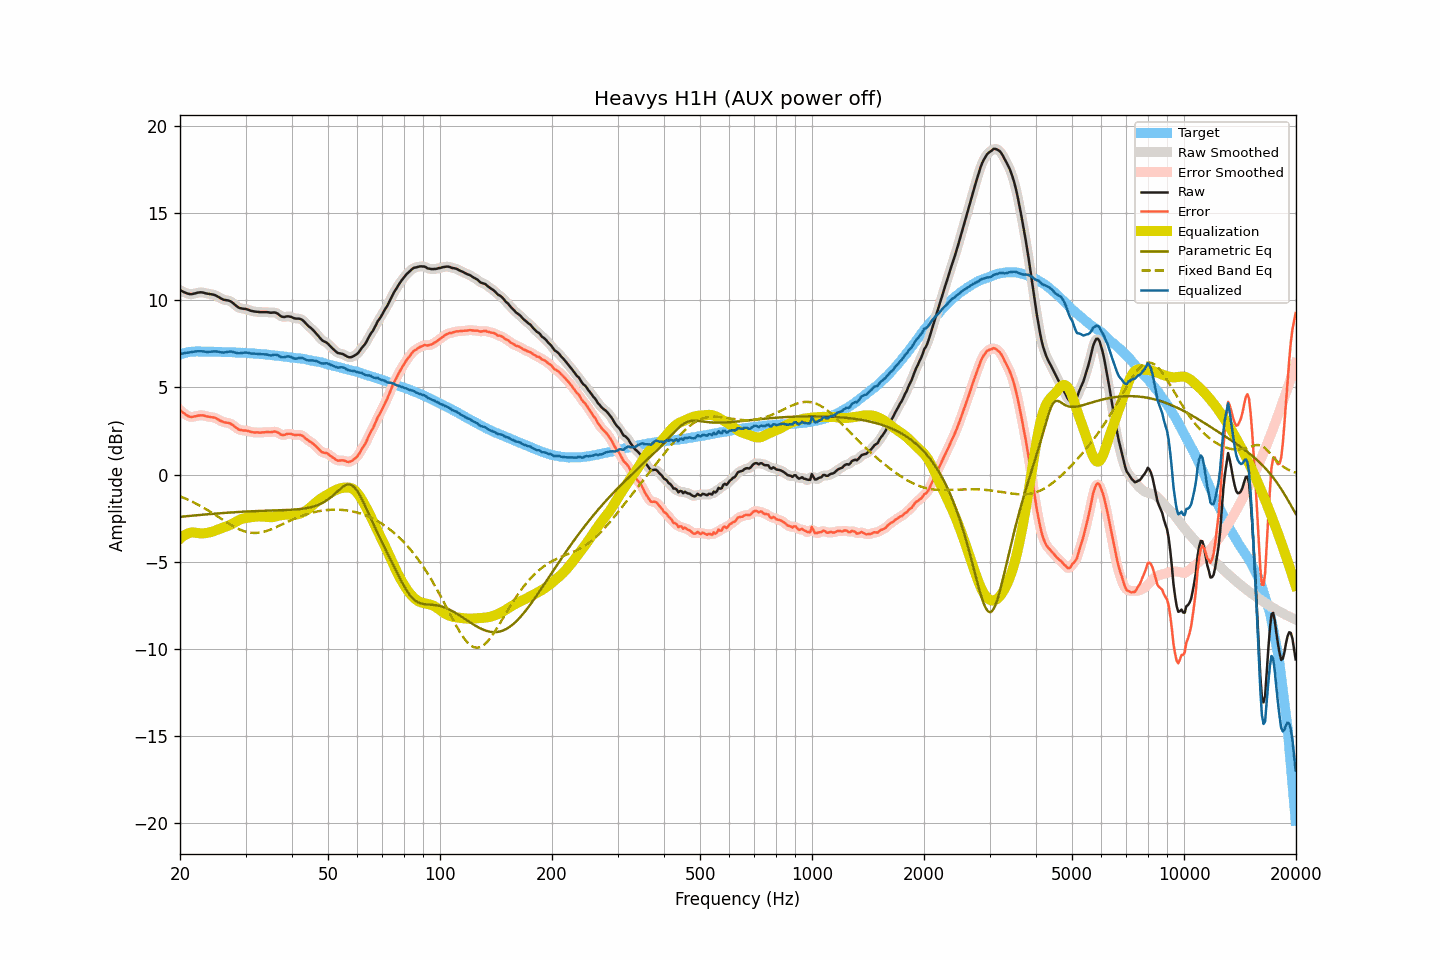 Heavys H1H (AUX power off)
Target
Raw Smoothed
Error Smoothed
Raw
Error
Equalization
Parametric Eq
Fixed Band Eq
Equalized
Amplitude (dBr)
20
15
10
5
0
−5
−10
−15
−20
20 50 100 200 500 1000 2000 5000 10000 20000
Frequency (Hz)